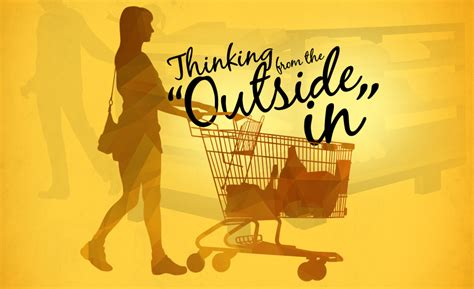 Thinking from the
“Outside„
in